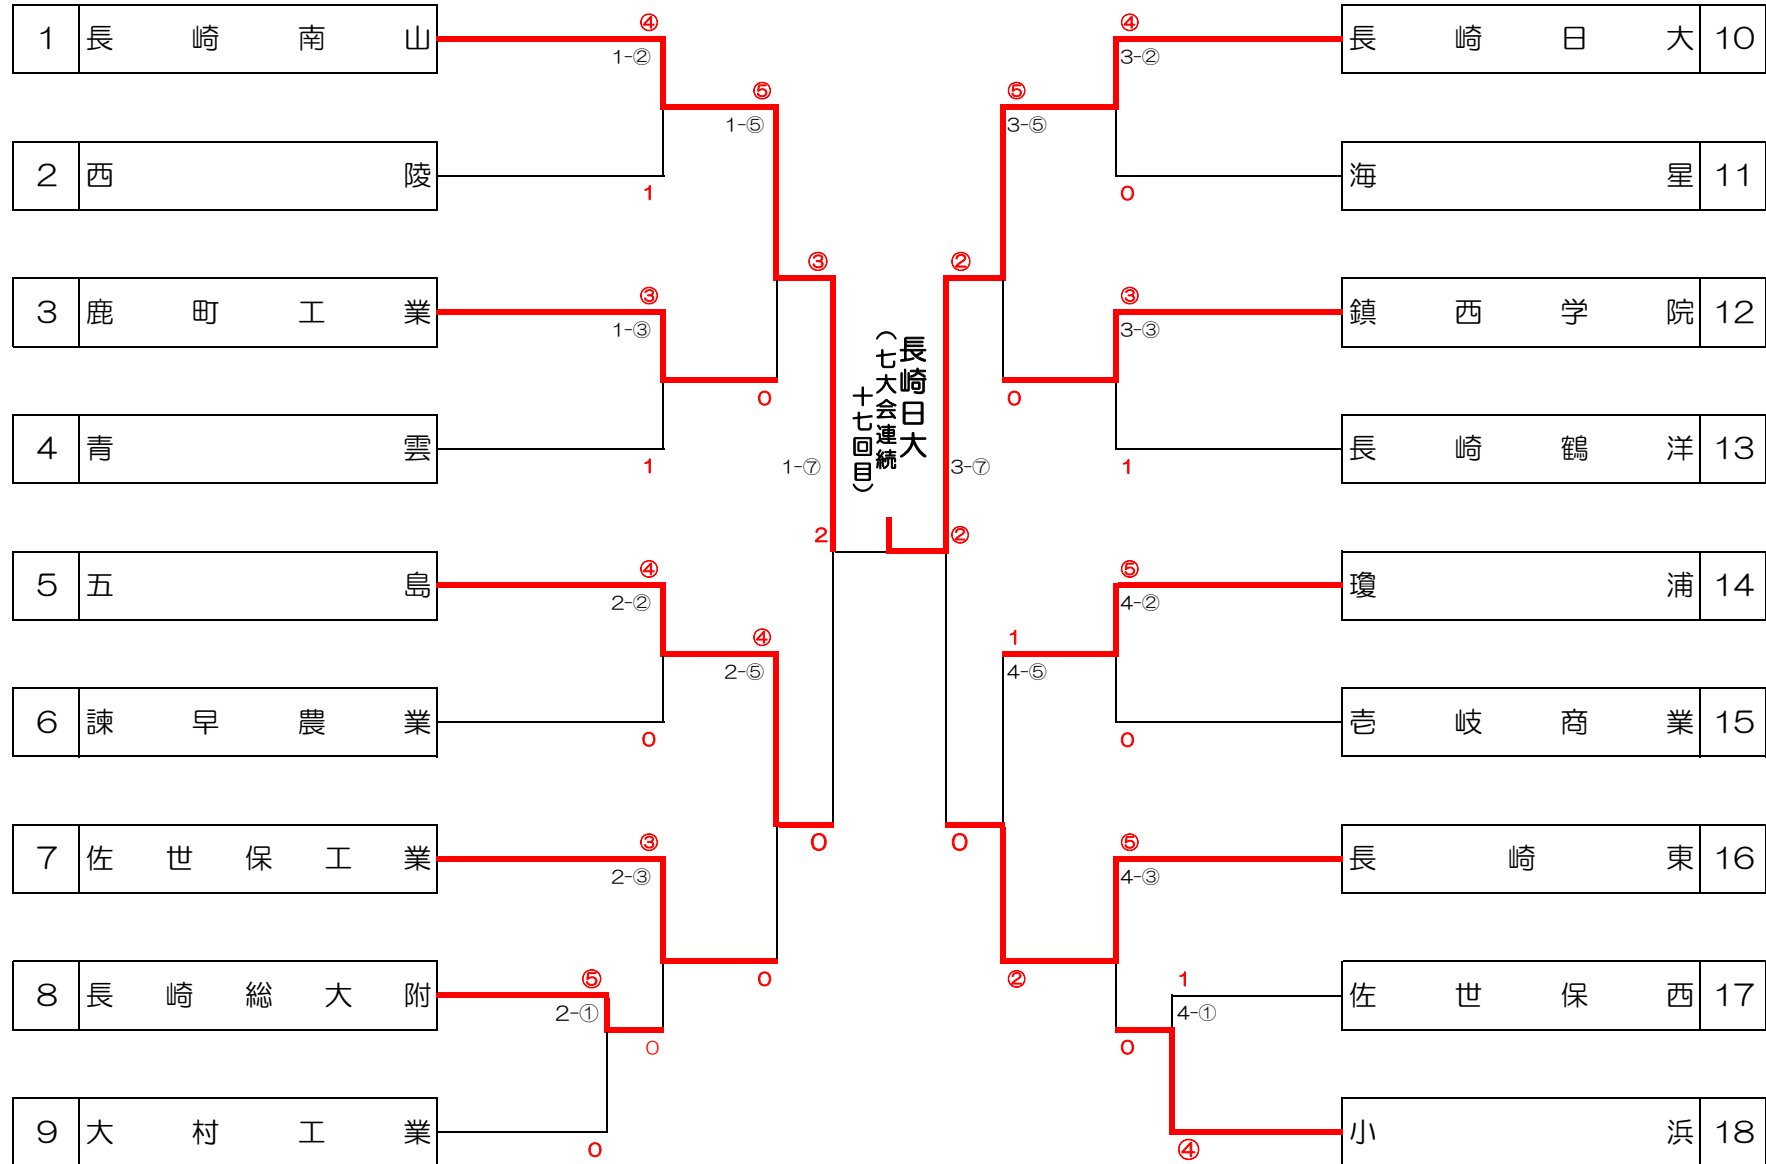 1 長崎南山
2 西陵
3 鹿町工業
4 青雲
5 五島
6 諫早農業
7 佐世保工業
8 長崎総大附
9 大村工業
④
1-②
1
⑤
1-⑤
③
1-③
1
0
③
1-⑦
2
④
2-②
0
④
2-⑤
③
2-③
0
⑤
2-①
0
0
0
長崎日大
(七大会連続
十七回目)
②
3-⑦
②
⑤
3-⑤
0
④
3-②
0
③
3-③
1
1
4-⑤
②
0
⑤
4-②
0
⑤
4-③
0
1
4-①
④
長崎日大 10
海星 11
鎮西学院 12
長崎鶴洋 13
瓊浦 14
壱岐商業 15
長崎東 16
佐世保西 17
小浜 18